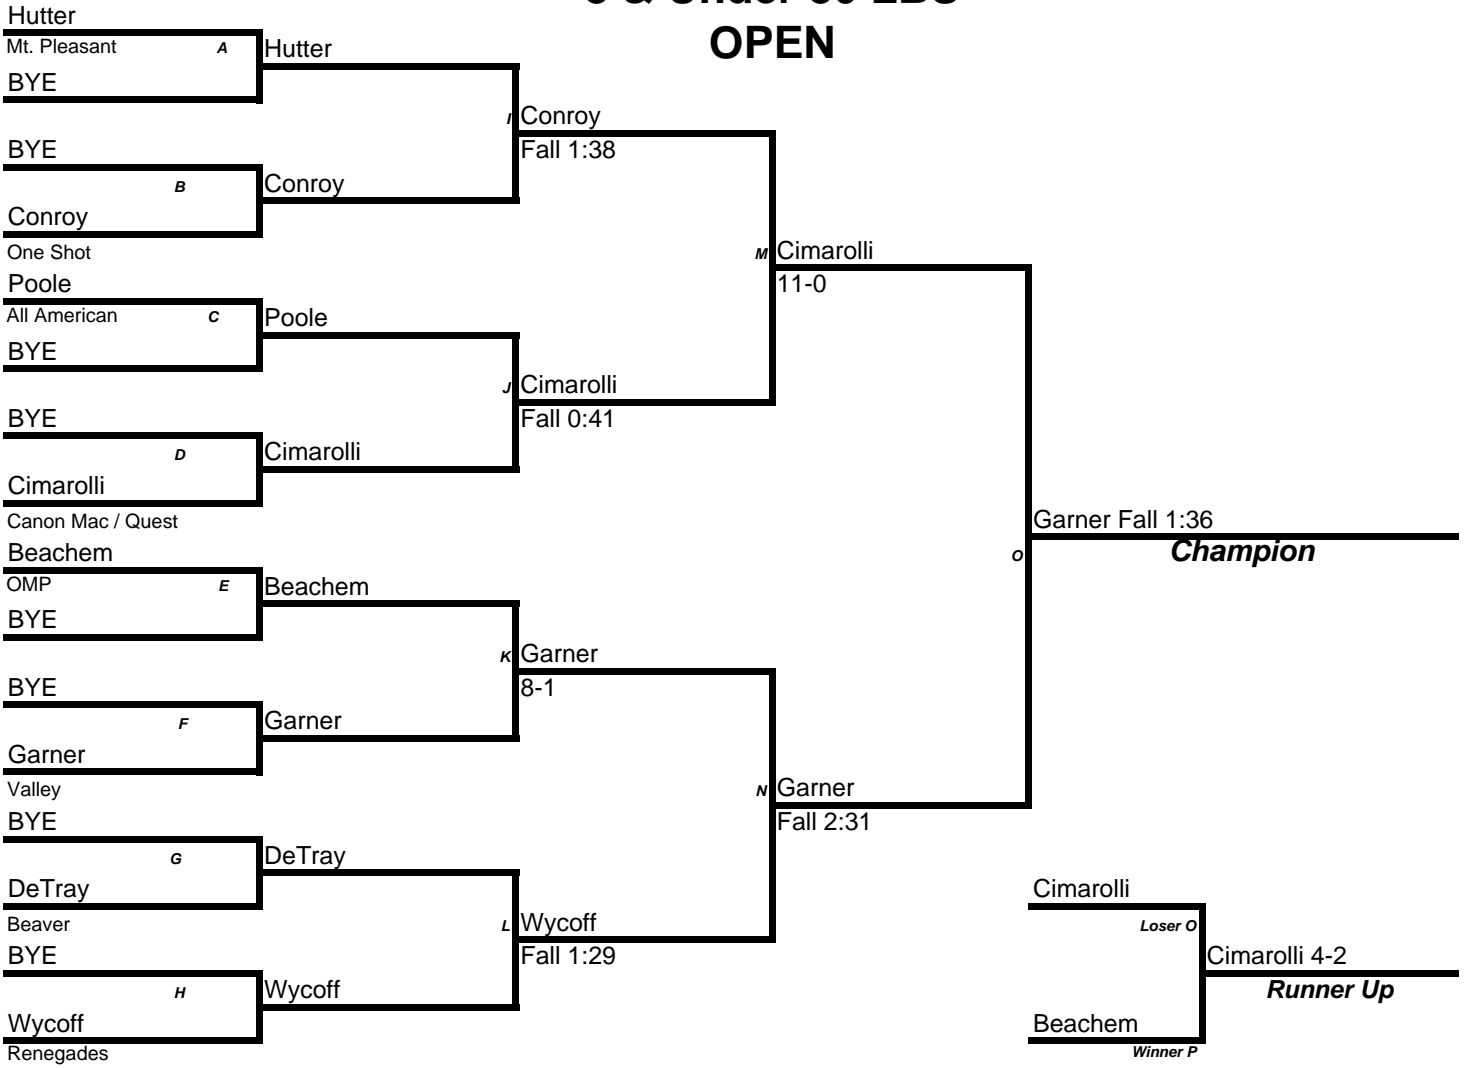 OPEN
Hutter
Mt. Pleasant A Hutter
BYE
I Conroy
Fall 1:38
BYE
B Conroy
Conroy
One Shot
M Cimarolli
11-0
Poole
All American C Poole
BYE
J Cimarolli
Fall 0:41
BYE
D Cimarolli
Cimarolli
Canon Mac / Quest
Garner Fall 1:36
O Champion
Beachem
OMP E Beachem
BYE
K Garner
8-1
BYE
F Garner
Garner
Valley
N Garner
Fall 2:31
BYE
G DeTray
DeTray
Beaver
L Wycoff
Fall 1:29
BYE
H Wycoff
Wycoff
Renegades
Cimarolli
Loser O
Cimarolli 4-2
Runner Up
Beachem
Winner P